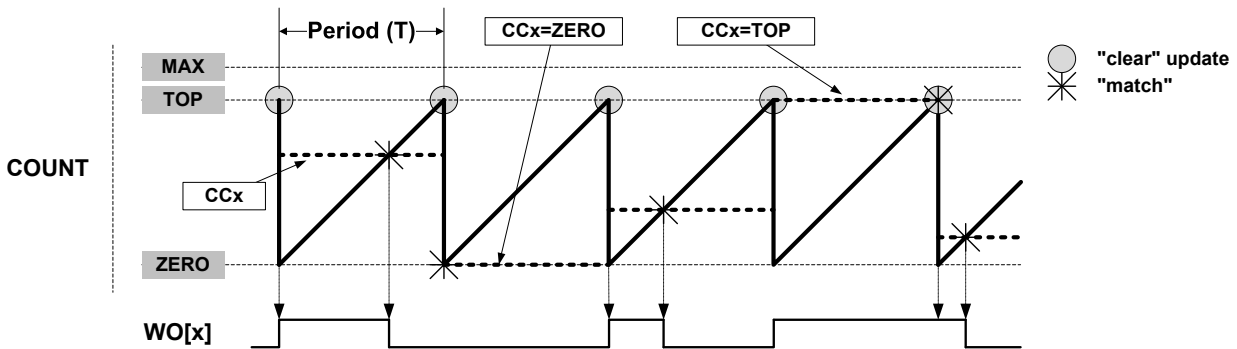 Period (T)
CCx=ZERO
CCx=TOP
"clear" update
"match"
MAX
TOP
COUNT
CCx
ZERO
WO[x]